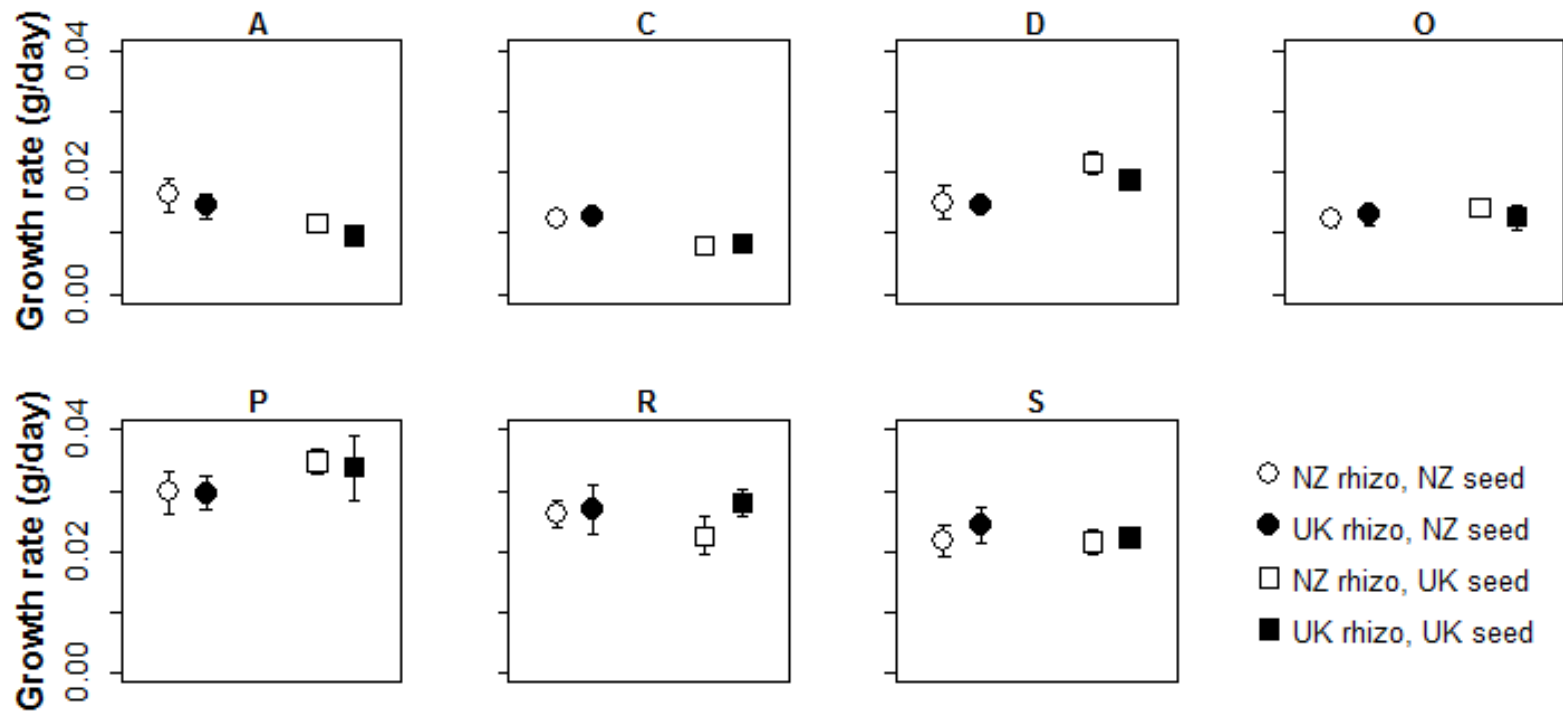 A
C
D
O
Growth rate (g/day)
0.04
0.02
0.00
P
R
S
Growth rate (g/day)
0.04
0.02
0.00
NZ rhizo, NZ seed
UK rhizo, NZ seed
NZ rhizo, UK seed
UK rhizo, UK seed